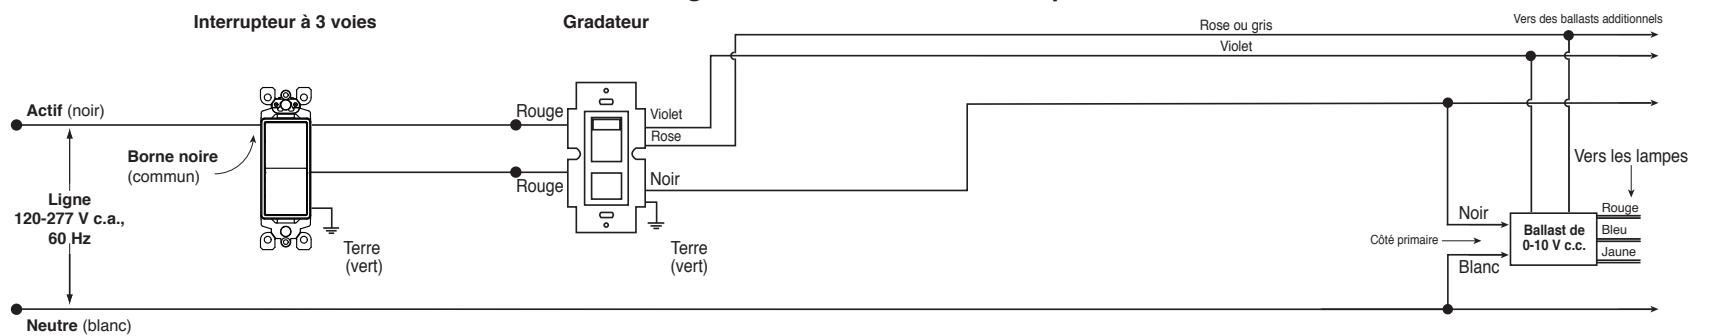 Interrupteur à 3 voies
Gradateur
Rose ou gris
Vers des ballasts additionnels
Violet
Actif (noir)
Rouge
Violet
Rose
Borne noire
(commun)
Vers les lampes
Rouge
Noir
Ligne
120-277 V c.a.,
60 Hz
Noir
Rouge
Terre
(vert)
Terre
(vert)
Côté primaire
Ballast de
0-10 V c.c.
Bleu
Jaune
Blanc
Neutre (blanc)